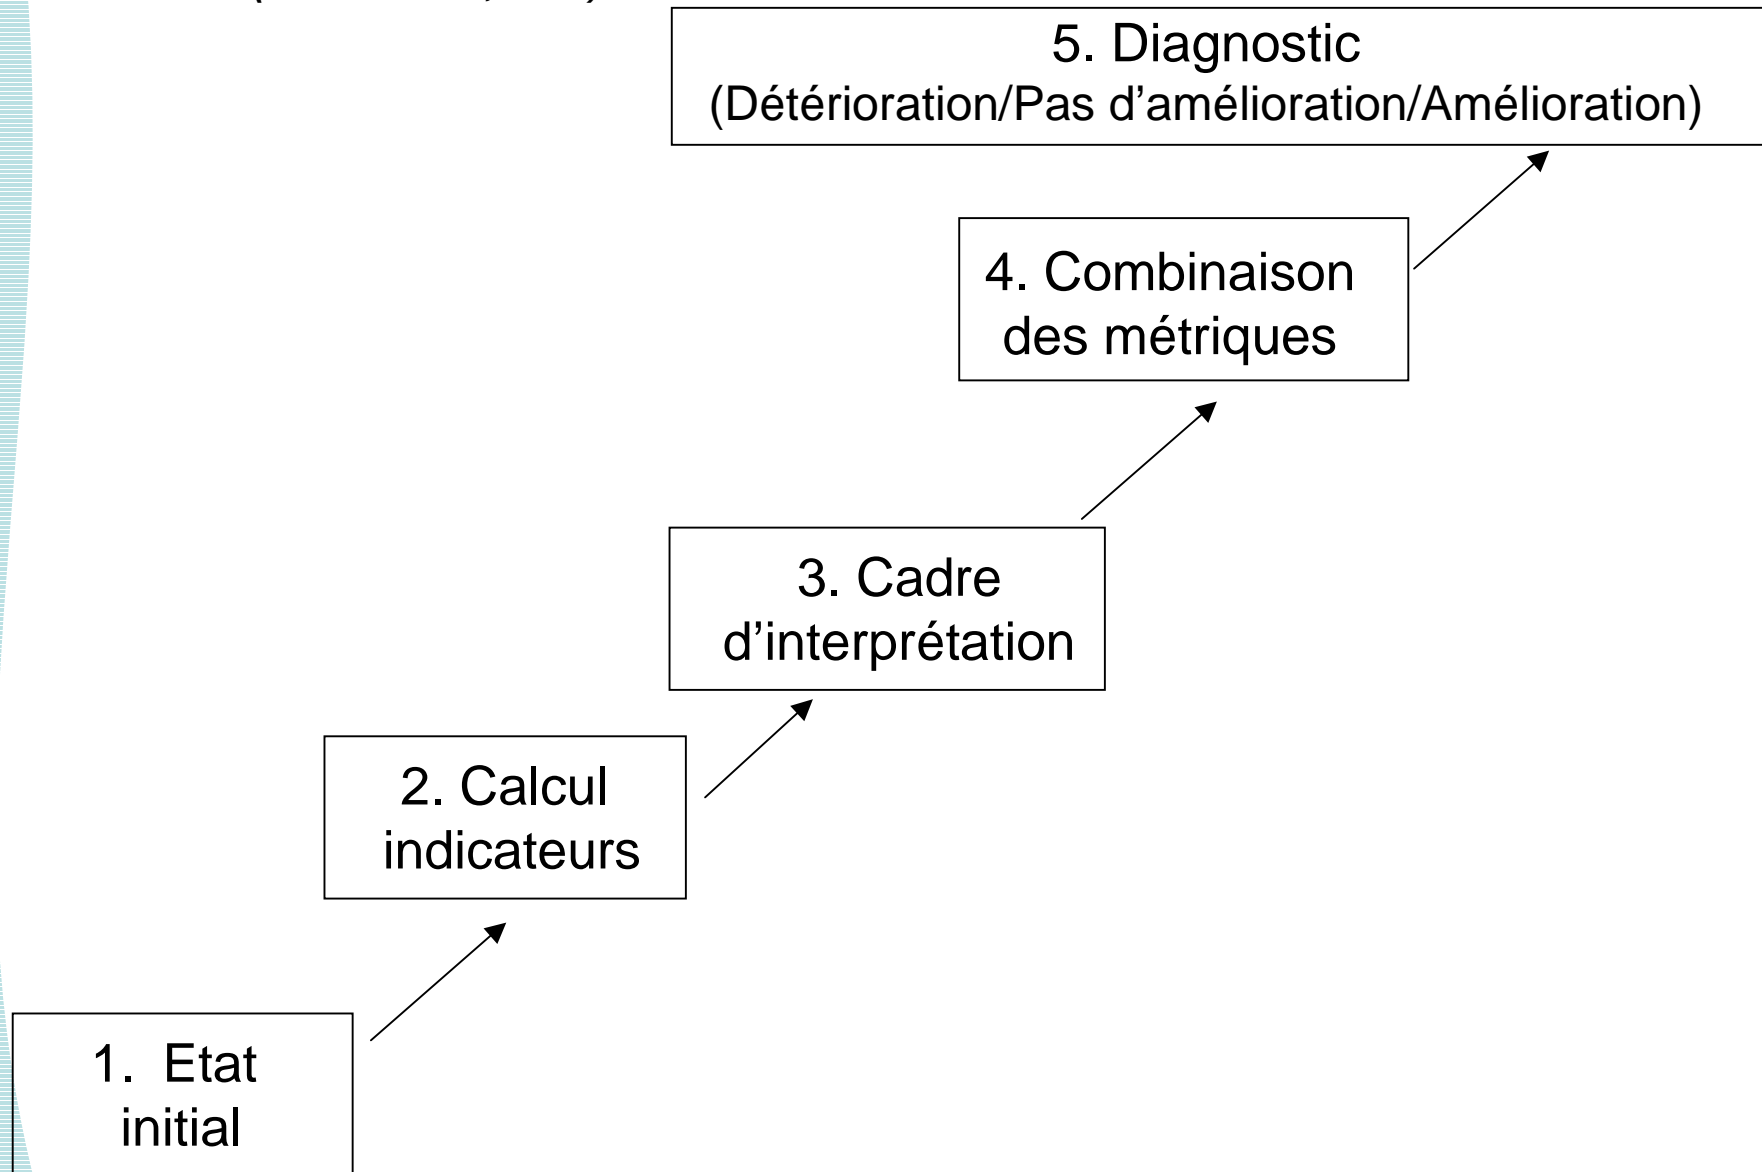 5. Diagnostic
(Détérioration/Pas d’amélioration/Amélioration)
4. Combinaison
des métriques
3. Cadre
d’interprétation
2. Calcul
indicateurs
1. Etat
initial